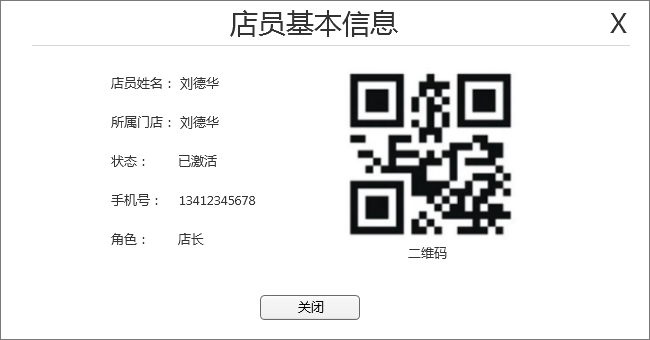 店员基本信息 X
店员姓名： 刘德华
所属门店： 刘德华
状态： 已激活
手机号： 13412345678
角色： 店长
二维码
关闭